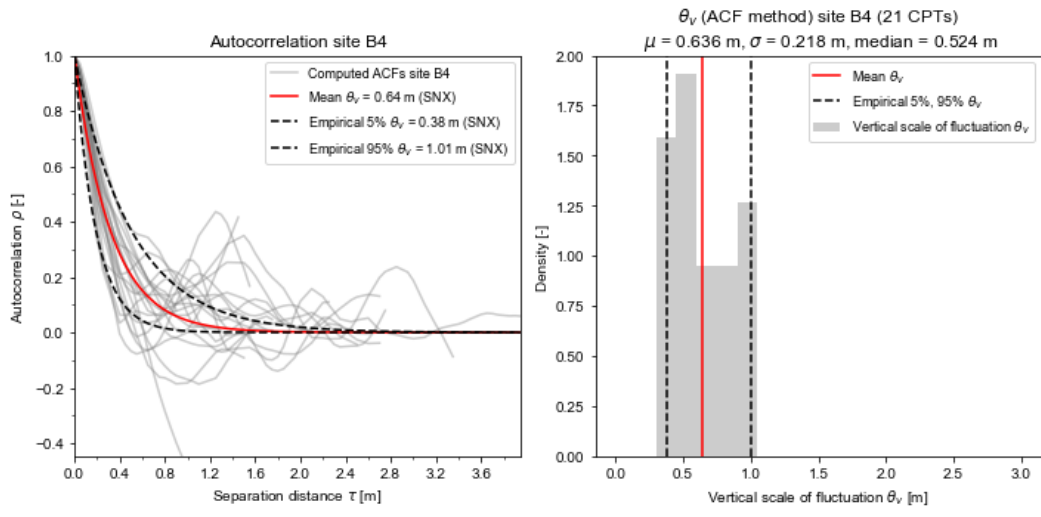 Autocorrelation site B4
1.0
0.8
0.6
0.4
0.2
0.0
−0.2
−0.4
Autocorrelation ρ [-]
Computed ACFs site B4
Mean θᵥ = 0.64 m (SNX)
Empirical 5% θᵥ = 0.38 m (SNX)
Empirical 95% θᵥ = 1.01 m (SNX)
0.0 0.4 0.8 1.2 1.6 2.0 2.4 2.8 3.2 3.6
Separation distance τ [m]
θᵥ (ACF method) site B4 (21 CPTs)
μ = 0.636 m, σ = 0.218 m, median = 0.524 m
2.00
1.75
1.50
1.25
1.00
0.75
0.50
0.25
0.00
Density [-]
Mean θᵥ
Empirical 5%, 95% θᵥ
Vertical scale of fluctuation θᵥ
0.0 0.5 1.0 1.5 2.0 2.5 3.0
Vertical scale of fluctuation θᵥ [m]